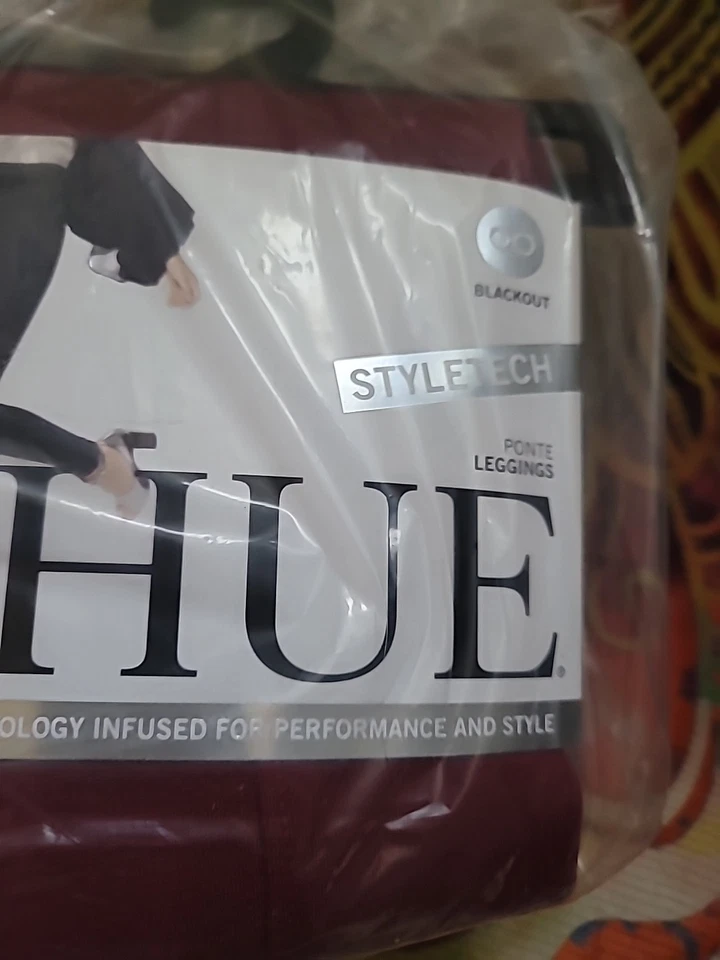 BLACKOUT
STYLETECH
PONTE
LEGGINGS
HUE®
OLOGY INFUSED FOR PERFORMANCE AND STYLE